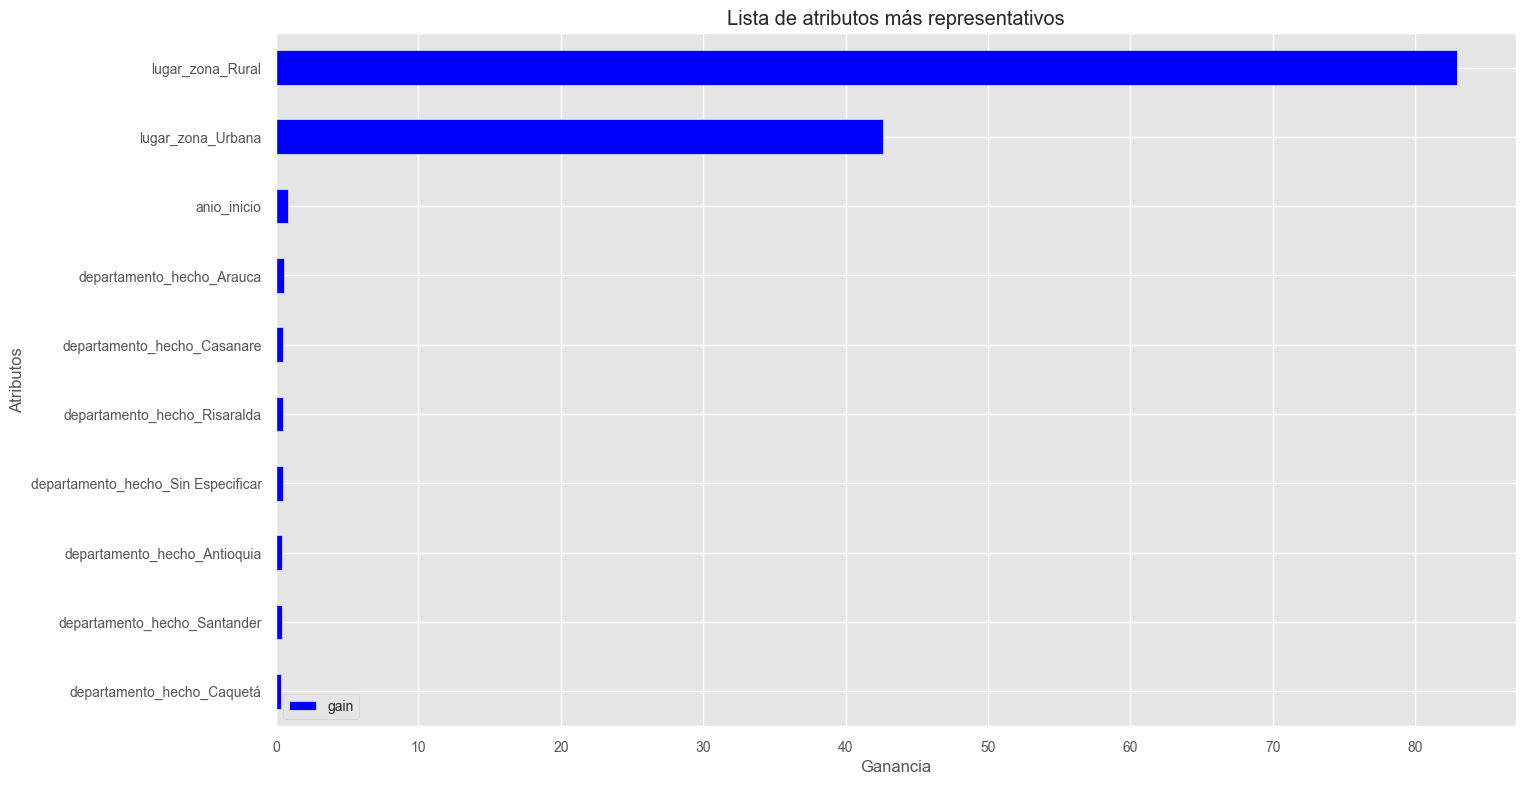 Lista de atributos más representativos
lugar_zona_Rural
lugar_zona_Urbana
anio_inicio
departamento_hecho_Arauca
departamento_hecho_Casanare
departamento_hecho_Risaralda
departamento_hecho_Sin Especificar
departamento_hecho_Antioquia
departamento_hecho_Santander
departamento_hecho_Caquetá
Atributos
gain
0 10 20 30 40 50 60 70 80
Ganancia